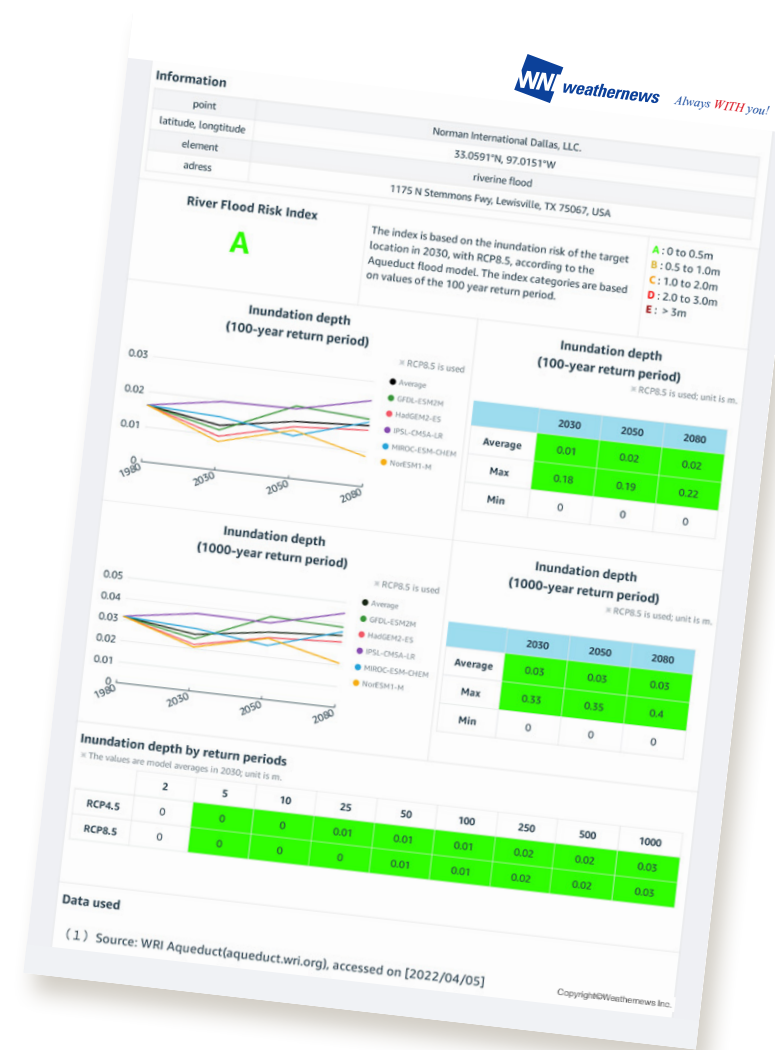 WNI weathernews Always WITH you!
Information
point Norman International Dallas, LLC.
latitude, longtitude 33.0591°N, 97.0151°W
element riverine flood
adress 1175 N Stemmons Fwy, Lewisville, TX 75067, USA
River Flood Risk Index
A
The index is based on the inundation risk of the target
location in 2030, with RCP8.5, according to the
Aqueduct flood model. The index categories are based
on values of the 100 year return period.
A : 0 to 0.5m
B : 0.5 to 1.0m
C : 1.0 to 2.0m
D : 2.0 to 3.0m
E : > 3m
Inundation depth
(100-year return period)
※ RCP8.5 is used
0.03
0.02
0.01
0
1980 2030 2050 2080
Average
GFDL-ESM2M
HadGEM2-ES
IPSL-CM5A-LR
MIROC-ESM-CHEM
NorESM1-M
Inundation depth
(100-year return period)
※ RCP8.5 is used; unit is m.
2030 2050 2080
Average 0.01 0.02 0.02
Max 0.18 0.19 0.22
Min 0 0 0
Inundation depth
(1000-year return period)
※ RCP8.5 is used
0.05
0.04
0.03
0.02
0.01
0
1980 2030 2050 2080
Average
GFDL-ESM2M
HadGEM2-ES
IPSL-CM5A-LR
MIROC-ESM-CHEM
NorESM1-M
Inundation depth
(1000-year return period)
※ RCP8.5 is used; unit is m.
2030 2050 2080
Average 0.03 0.03 0.03
Max 0.33 0.35 0.4
Min 0 0 0
Inundation depth by return periods
※ The values are model averages in 2030; unit is m.
2 5 10 25 50 100 250 500 1000
RCP4.5 0 0 0 0.01 0.01 0.01 0.02 0.02 0.03
RCP8.5 0 0 0 0 0.01 0.01 0.02 0.02 0.03
Data used
（1）Source: WRI Aqueduct(aqueduct.wri.org), accessed on [2022/04/05]
Copyright©Weathernews Inc.